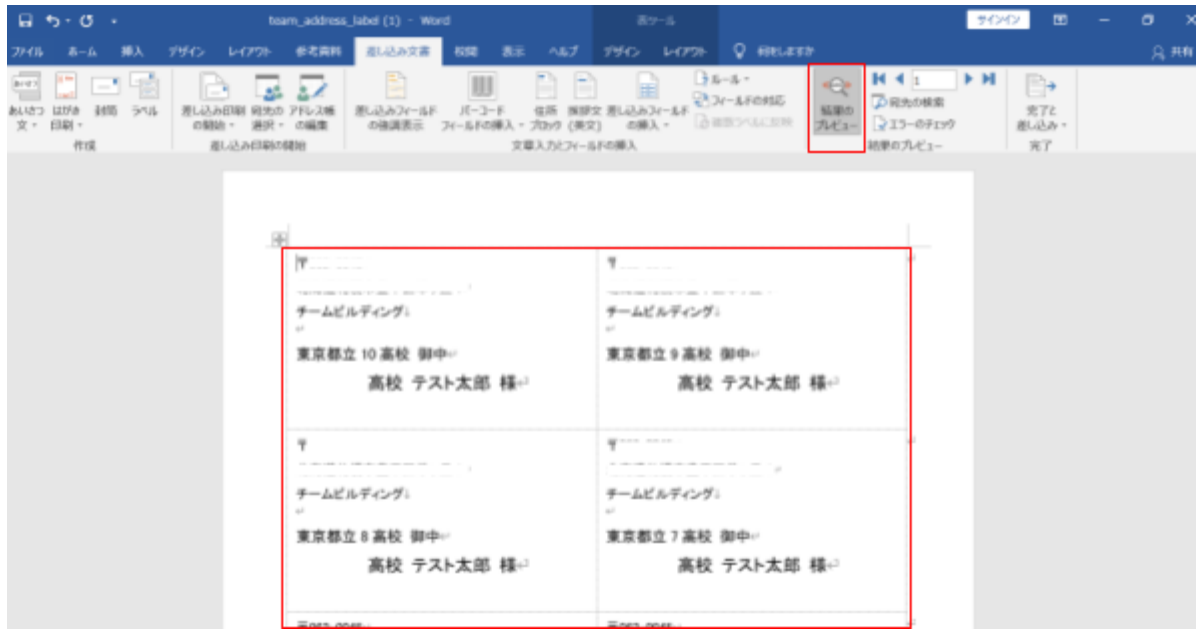 team_address_label (1) - Word
表ツール
サインイン
ファイル ホーム 挿入 デザイン レイアウト 参考資料 差し込み文書 校閲 表示 ヘルプ デザイン レイアウト 何をしますか 共有
あいさつ文 はがき印刷 封筒 ラベル
差し込み印刷の開始 宛先の選択 アドレス帳の編集
差し込みフィールドの強調表示 バーコードフィールドの挿入 住所ブロック 挨拶文(英文) 差し込みフィールドの挿入
ルール
フィールドの対応
複数ラベルに反映
結果のプレビュー
1
宛先の検索
エラーのチェック
完了と差し込み
作成 差し込み印刷の開始 文章入力とフィールドの挿入 結果のプレビュー 完了
〒
チームビルディング
東京都立 10 高校 御中
高校 テスト太郎 様
〒
チームビルディング
東京都立 9 高校 御中
高校 テスト太郎 様
〒
チームビルディング
東京都立 8 高校 御中
高校 テスト太郎 様
〒
チームビルディング
東京都立 7 高校 御中
高校 テスト太郎 様